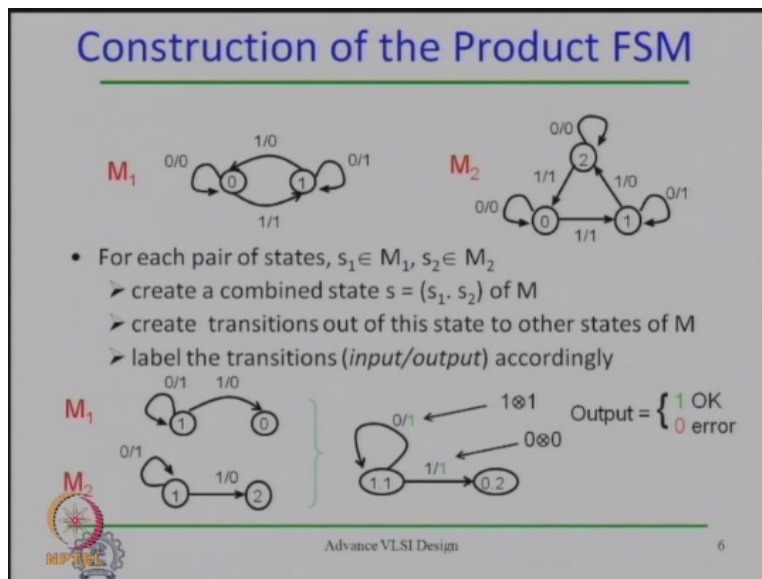 Construction of the Product FSM
M₁
0/0
1/0
0
1
0/1
1/1
M₂
0/0
2
1/1
1/0
0/0
0
1
0/1
1/1
• For each pair of states, s₁∈ M₁, s₂∈ M₂
➢ create a combined state s = (s₁. s₂) of M
➢ create transitions out of this state to other states of M
➢ label the transitions (input/output) accordingly
M₁
0/1
1/0
1
0
M₂
0/1
1/0
1
2
0/1
1⊗1
0⊗0
1/1
1.1
0.2
Output = { 1 OK
0 error
NPTEL
Advance VLSI Design
6